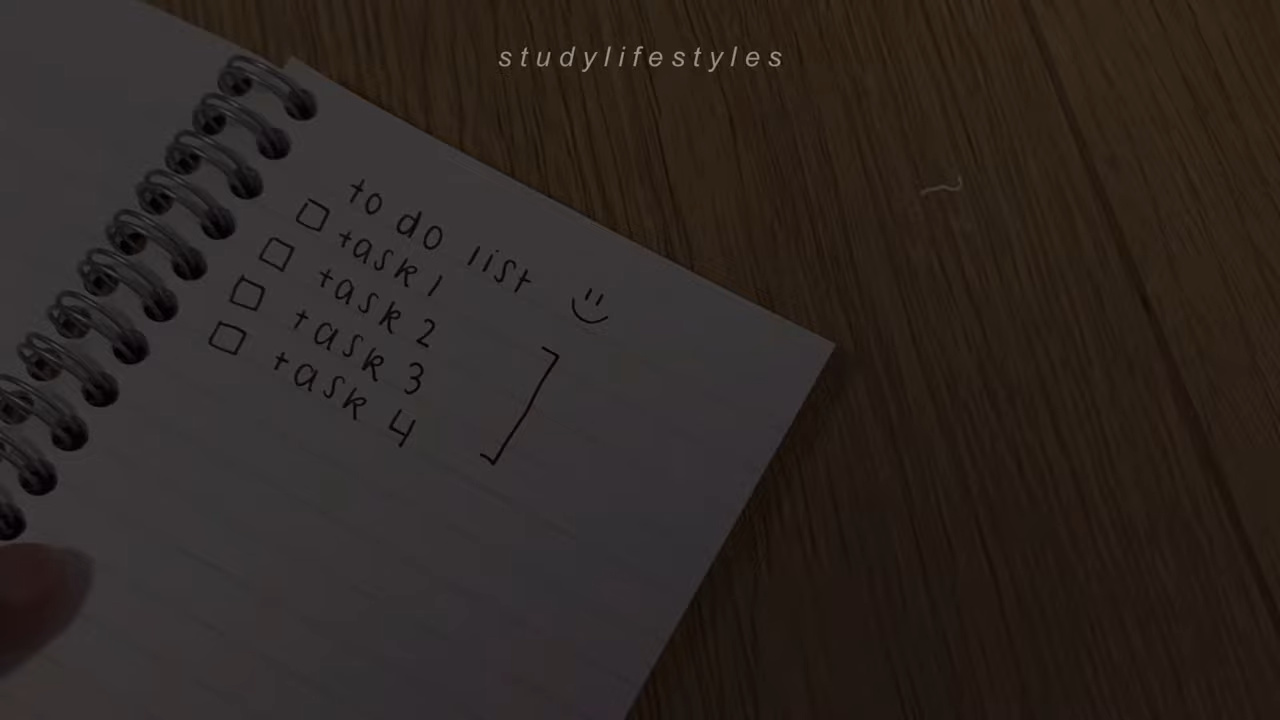 studylifestyles
to do list
task 1
task 2
task 3
task 4